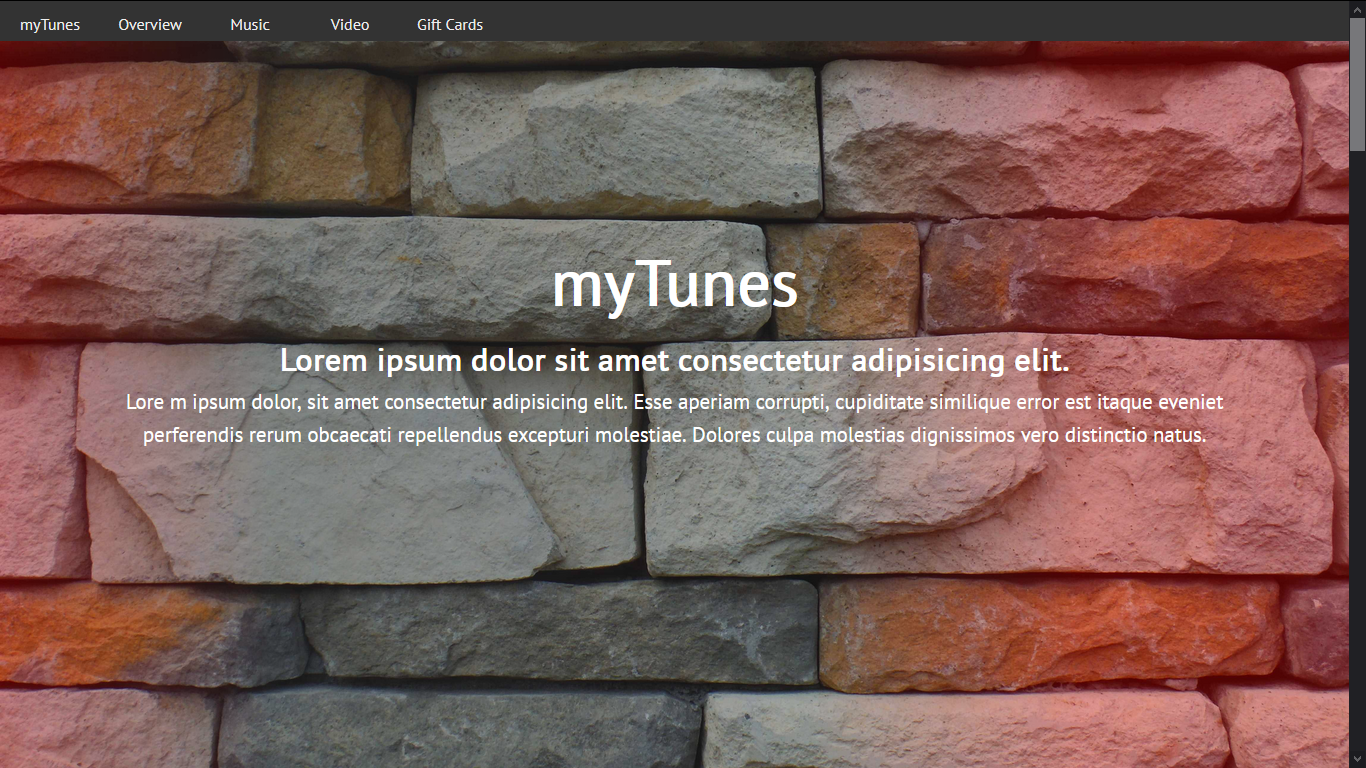 myTunes Overview Music Video Gift Cards
myTunes
Lorem ipsum dolor sit amet consectetur adipisicing elit.
Lore m ipsum dolor, sit amet consectetur adipisicing elit. Esse aperiam corrupti, cupiditate similique error est itaque eveniet
perferendis rerum obcaecati repellendus excepturi molestiae. Dolores culpa molestias dignissimos vero distinctio natus.